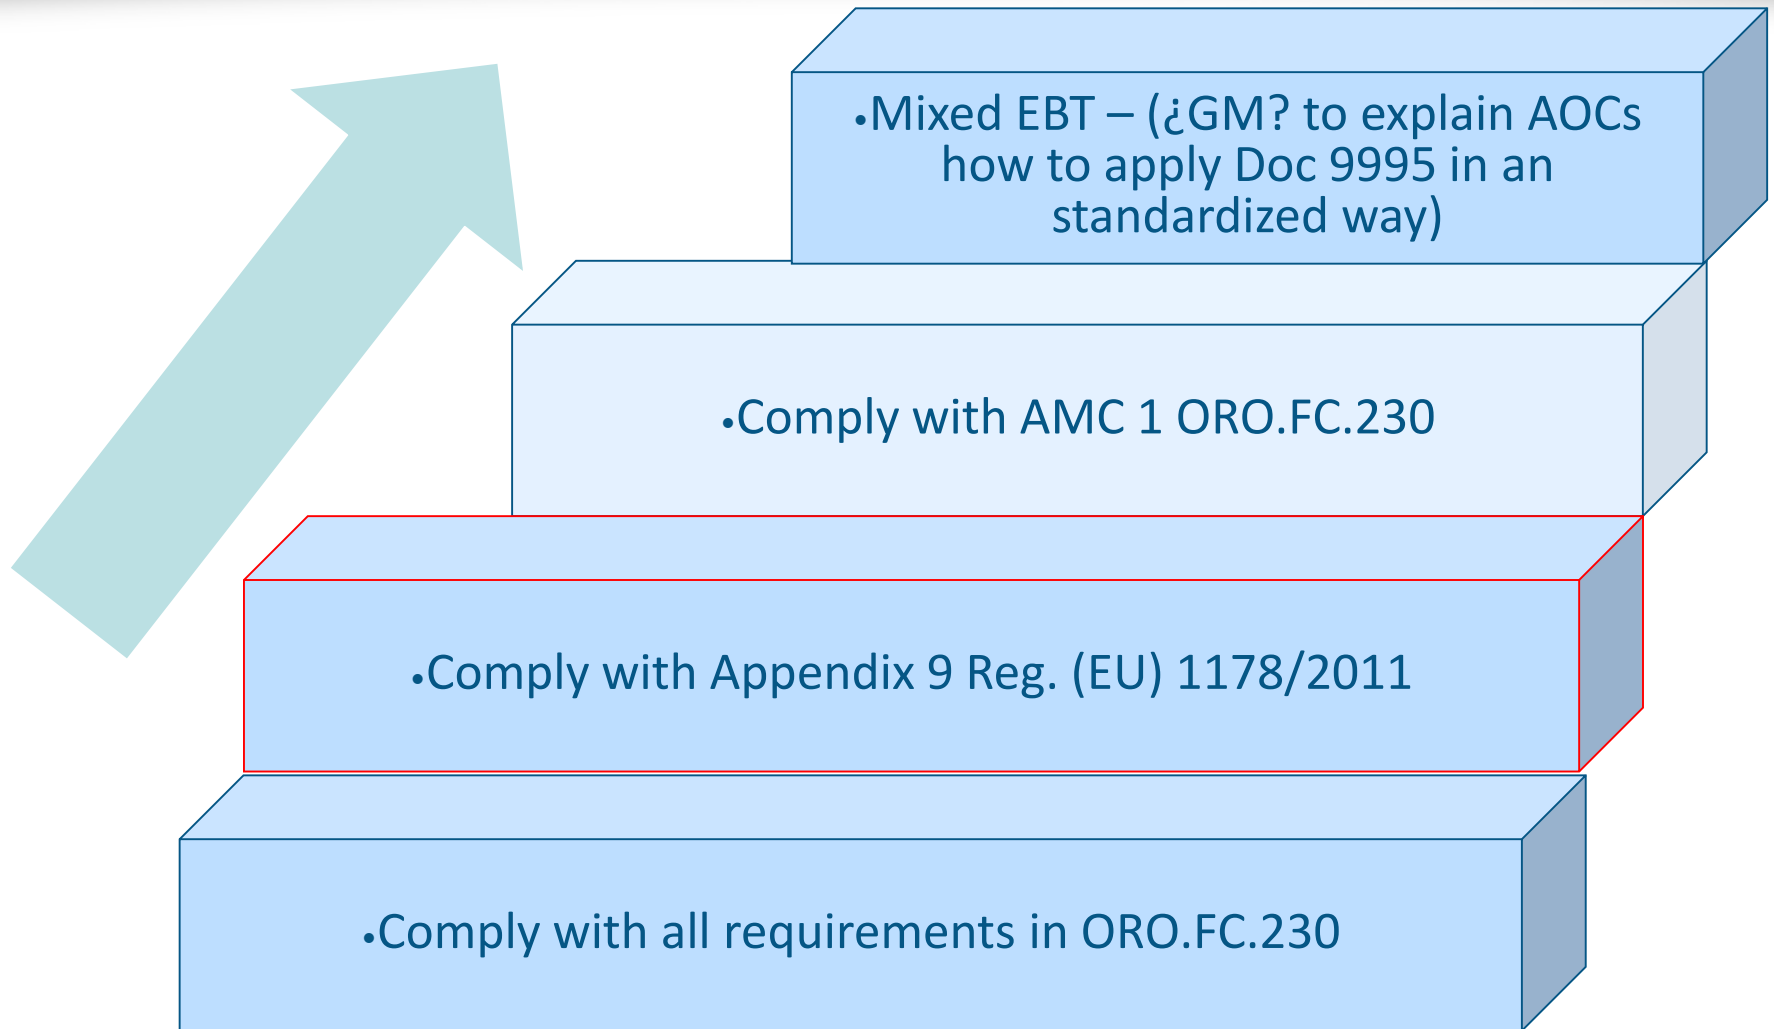 •Mixed EBT – (¿GM? to explain AOCs
how to apply Doc 9995 in an
standardized way)
•Comply with AMC 1 ORO.FC.230
•Comply with Appendix 9 Reg. (EU) 1178/2011
•Comply with all requirements in ORO.FC.230